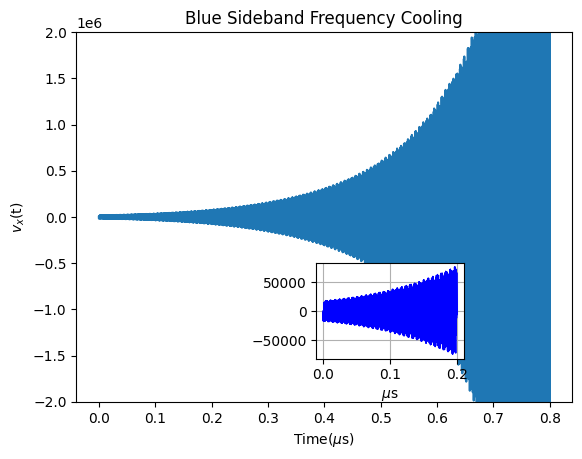 Blue Sideband Frequency Cooling
1e6
2.0
1.5
1.0
0.5
0.0
−0.5
−1.0
−1.5
−2.0
vₓ(t)
50000
0
−50000
0.0 0.1 0.2
μs
0.0 0.1 0.2 0.3 0.4 0.5 0.6 0.7 0.8
Time(μs)